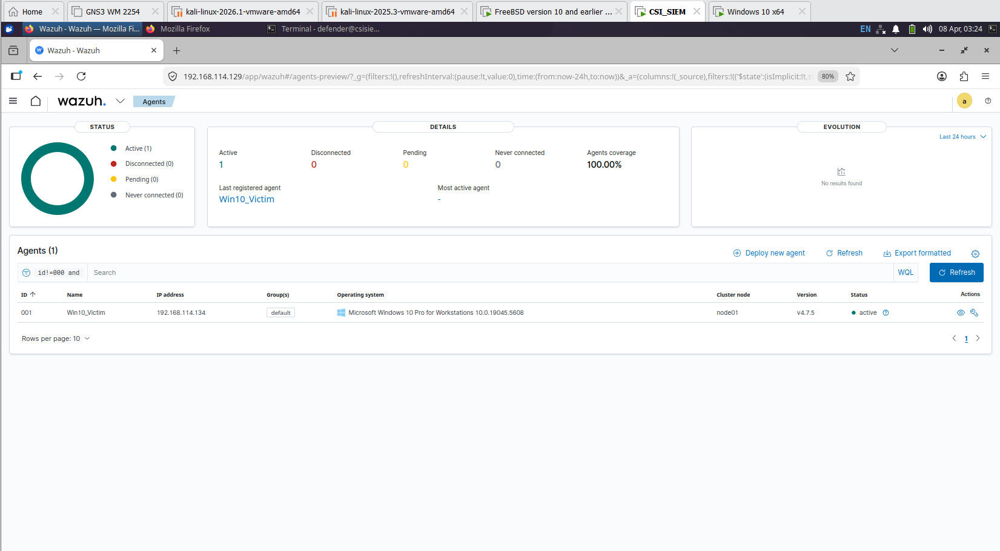 Home
GNS3 WM 2254
kali-linux-2026.1-vmware-amd64
kali-linux-2025.3-vmware-amd64
FreeBSD version 10 and earlier ...
CSI_SIEM
Windows 10 x64
Wazuh - Wazuh — Mozilla Fi...
Mozilla Firefox
Terminal - defender@csisie...
EN
08 Apr, 03:24
Wazuh - Wazuh
192.168.114.129/app/wazuh#/agents-preview/?_g=(filters:!(),refreshInterval:(pause:!t,value:0),time:(from:now-24h,to:now))&_a=(columns:!(_source),filters:!(('$state':(isImplicit:!t,s
80%
wazuh.
Agents
a
STATUS
DETAILS
EVOLUTION
Active (1)
Disconnected (0)
Pending (0)
Never connected (0)
Active
Disconnected
Pending
Never connected
Agents coverage
1
0
0
0
100.00%
Last registered agent
Most active agent
Win10_Victim
-
Last 24 hours
No results found
Agents (1)
Deploy new agent
Refresh
Export formatted
id!=000 and
Search
WQL
Refresh
ID
Name
IP address
Group(s)
Operating system
Cluster node
Version
Status
Actions
001
Win10_Victim
192.168.114.134
default
Microsoft Windows 10 Pro for Workstations 10.0.19045.5608
node01
v4.7.5
active
Rows per page: 10
1